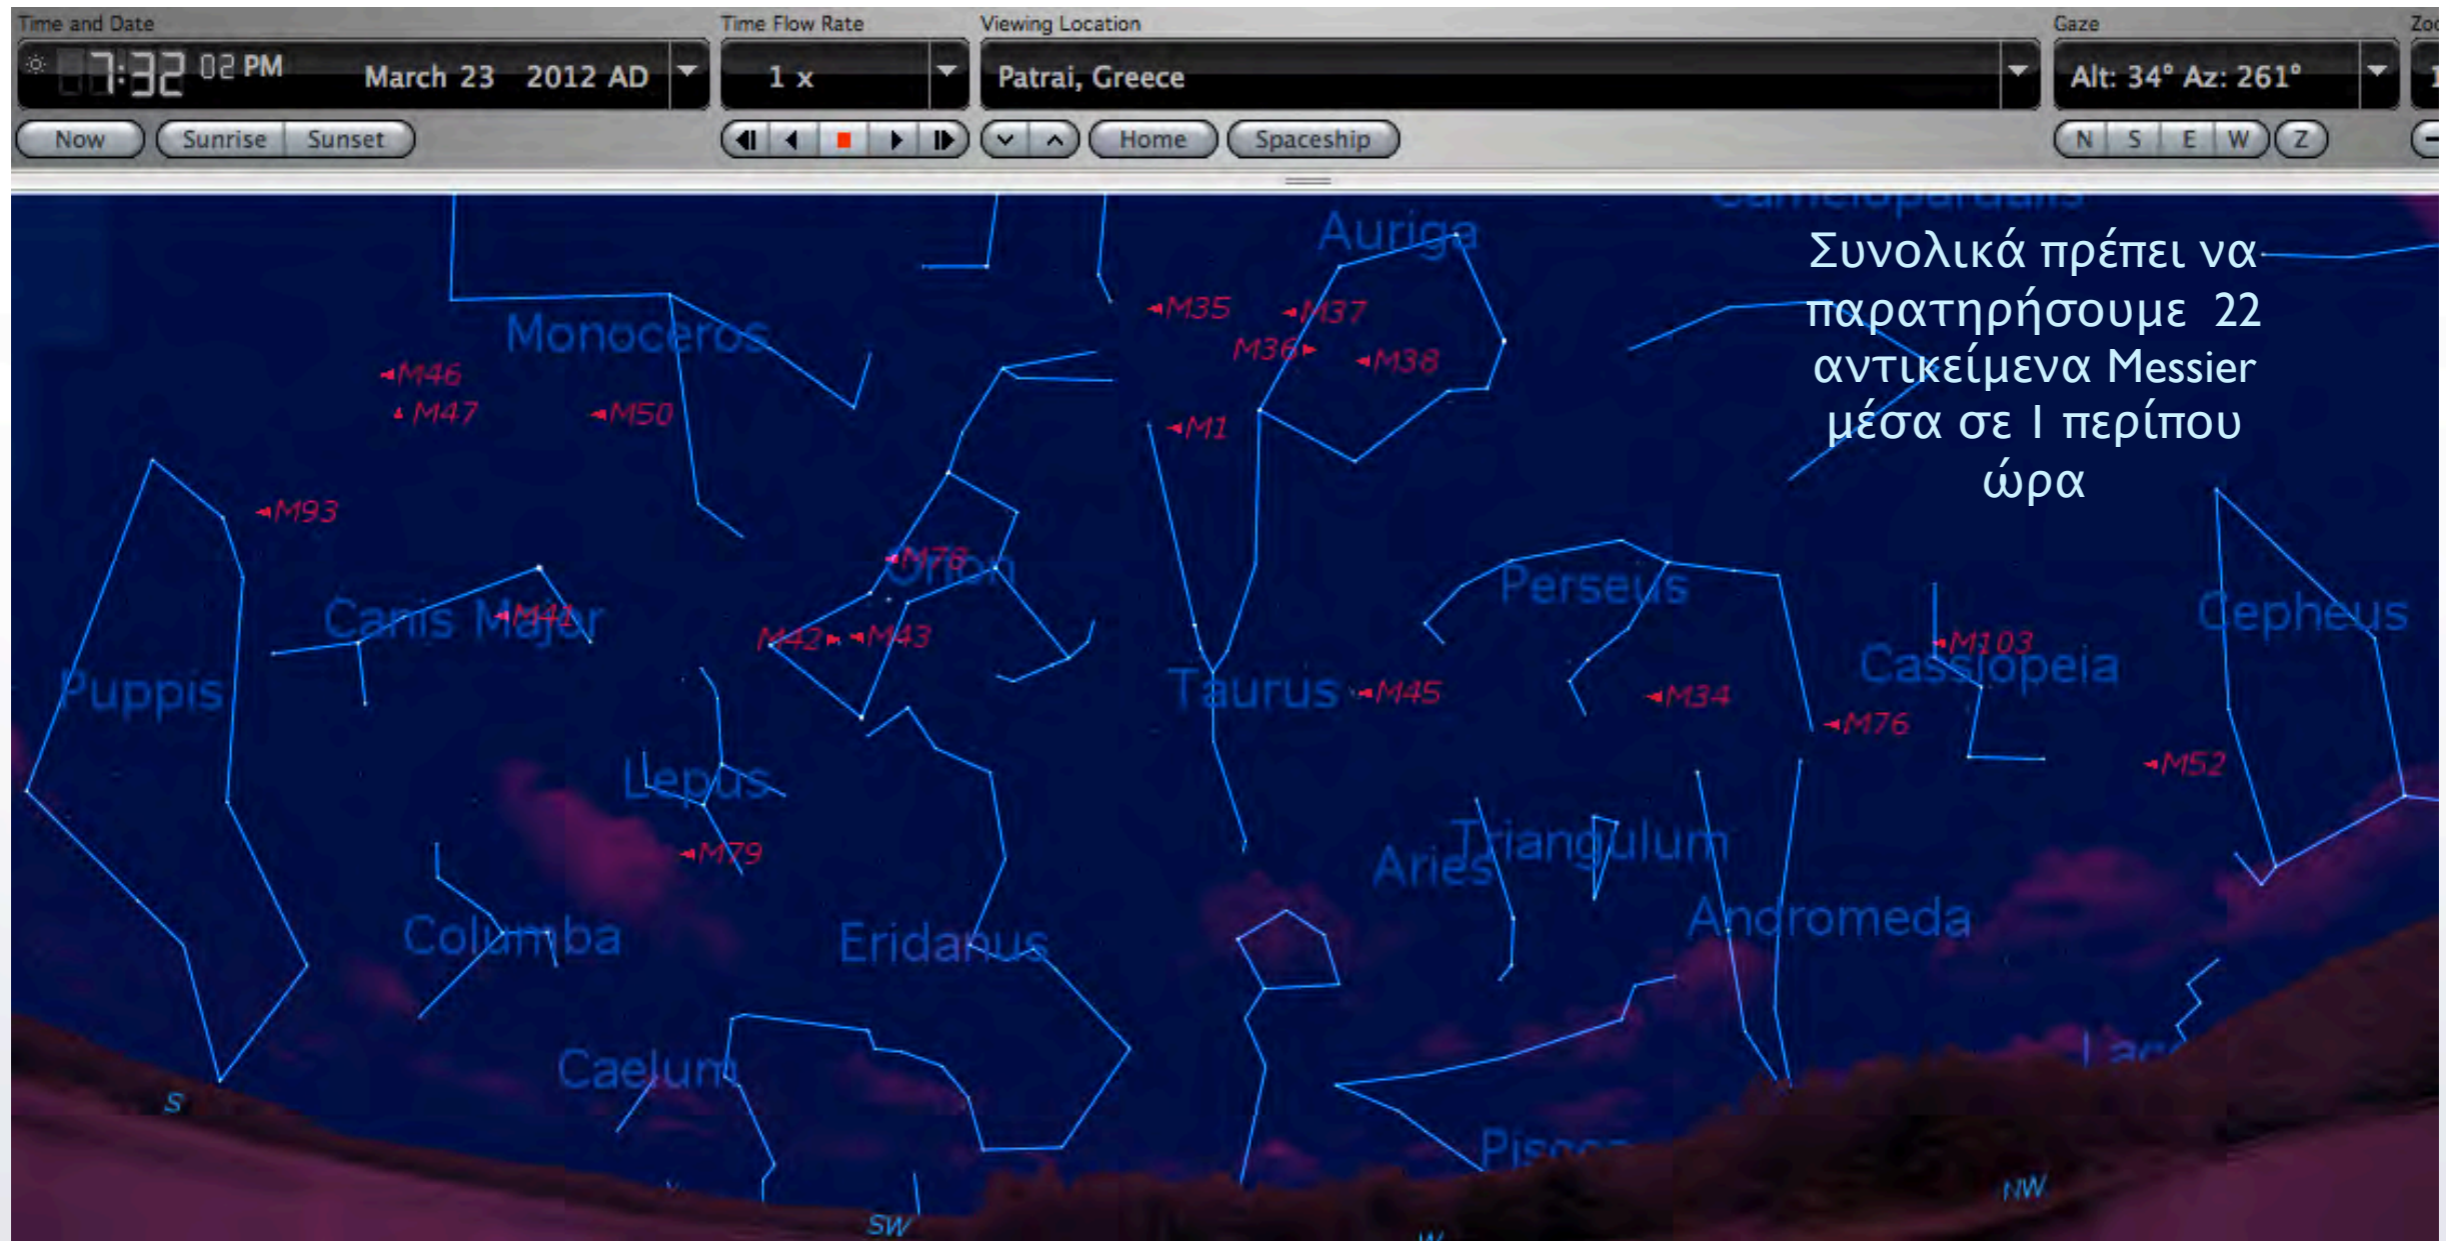 Time and Date
Time Flow Rate
Viewing Location
Gaze
7:32 02 PM March 23 2012 AD
1 x
Patrai, Greece
Alt: 34° Az: 261°
Now
Sunrise
Sunset
Home
Spaceship
N S E W Z
Camelopardalis
Auriga
Συνολικά πρέπει να
παρατηρήσουμε 22
αντικείμενα Messier
μέσα σε 1 περίπου
ώρα
M35
M37
Monoceros
M36
M38
M46
M47
M50
M1
M93
M78
Orion
Perseus
Cepheus
Canis Major
M41
M42
M43
M103
Cassiopeia
Puppis
Taurus
M45
M34
M76
M52
Lepus
M79
Triangulum
Aries
Andromeda
Columba
Eridanus
Caelum
S
NW
SW
W